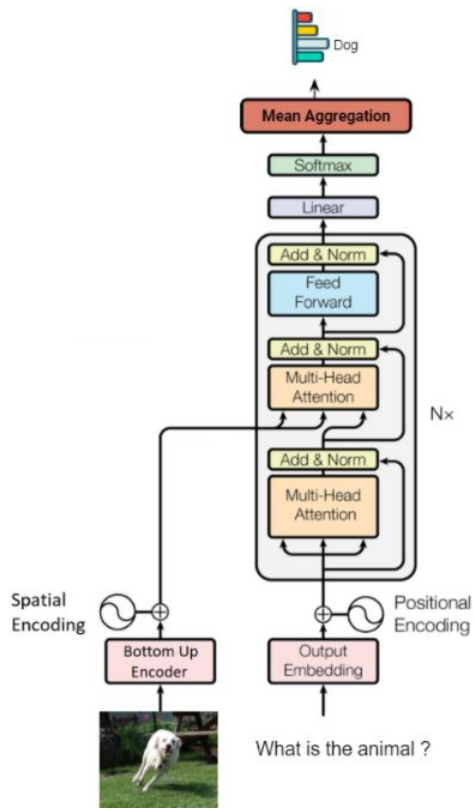 Dog
Mean Aggregation
Softmax
Linear
Add & Norm
Feed
Forward
Add & Norm
Multi-Head
Attention
N×
Add & Norm
Multi-Head
Attention
Spatial
Encoding
Positional
Encoding
Bottom Up
Encoder
Output
Embedding
What is the animal ?